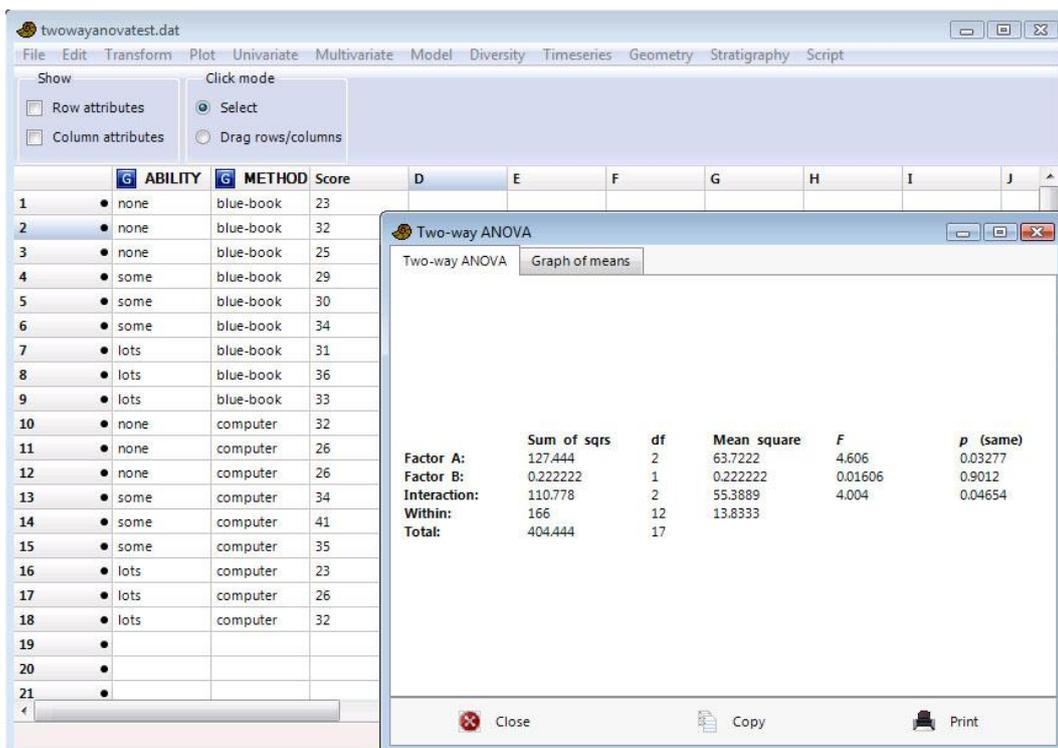 twowayanovatest.dat
File Edit Transform Plot Univariate Multivariate Model Diversity Timeseries Geometry Stratigraphy Script
Show Click mode
Row attributes Select
Column attributes Drag rows/columns
G ABILITY G METHOD Score D E F G H I J
1 none blue-book 23
2 none blue-book 32
3 none blue-book 25
4 some blue-book 29
5 some blue-book 30
6 some blue-book 34
7 lots blue-book 31
8 lots blue-book 36
9 lots blue-book 33
10 none computer 32
11 none computer 26
12 none computer 26
13 some computer 34
14 some computer 41
15 some computer 35
16 lots computer 23
17 lots computer 26
18 lots computer 32
19
20
21
Two-way ANOVA
Two-way ANOVA Graph of means
Sum of sqrs df Mean square F p (same)
Factor A: 127.444 2 63.7222 4.606 0.03277
Factor B: 0.222222 1 0.222222 0.01606 0.9012
Interaction: 110.778 2 55.3889 4.004 0.04654
Within: 166 12 13.8333
Total: 404.444 17
Close Copy Print